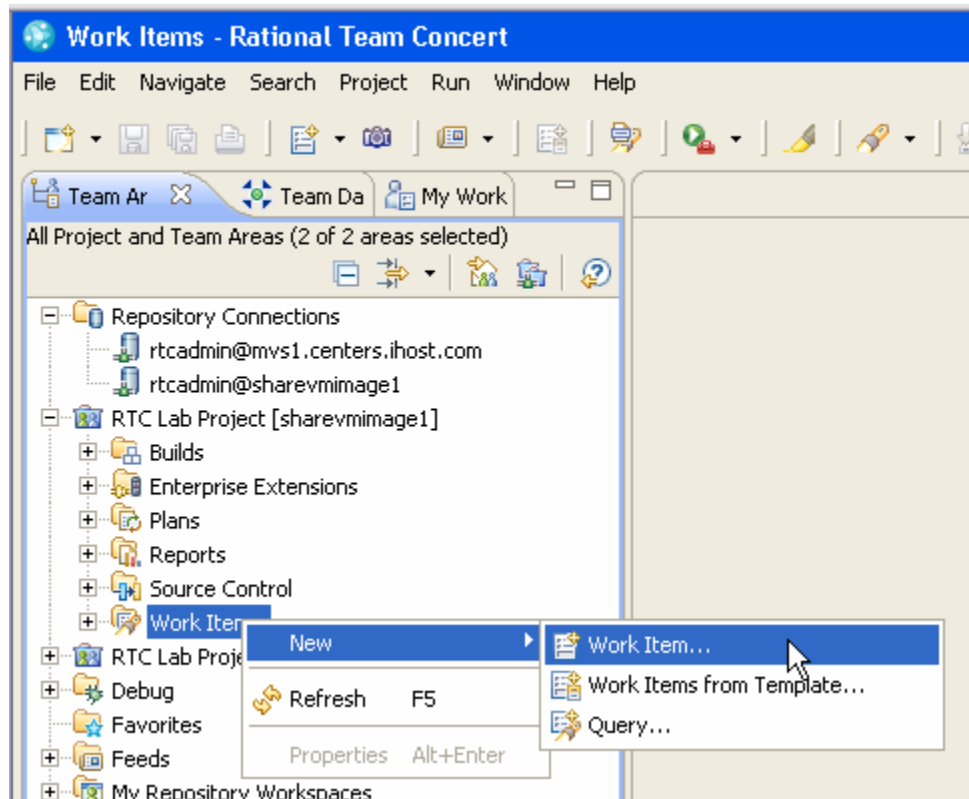 Work Items - Rational Team Concert
File Edit Navigate Search Project Run Window Help
Team Ar Team Da My Work
All Project and Team Areas (2 of 2 areas selected)
Repository Connections
rtcadmin@mvs1.centers.ihost.com
rtcadmin@sharevmimage1
RTC Lab Project [sharevmimage1]
Builds
Enterprise Extensions
Plans
Reports
Source Control
Work Iter
New Work Item...
RTC Lab Proje
Work Items from Template...
Debug Refresh F5
Favorites Query...
Feeds Properties Alt+Enter
My Repository Workspaces